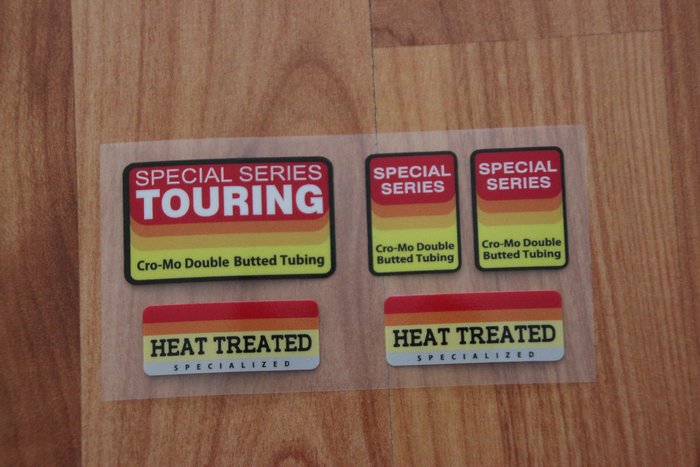 SPECIAL SERIES
TOURING
Cro-Mo Double Butted Tubing
SPECIAL
SERIES
Cro-Mo Double
Butted Tubing
SPECIAL
SERIES
Cro-Mo Double
Butted Tubing
HEAT TREATED
SPECIALIZED
HEAT TREATED
SPECIALIZED